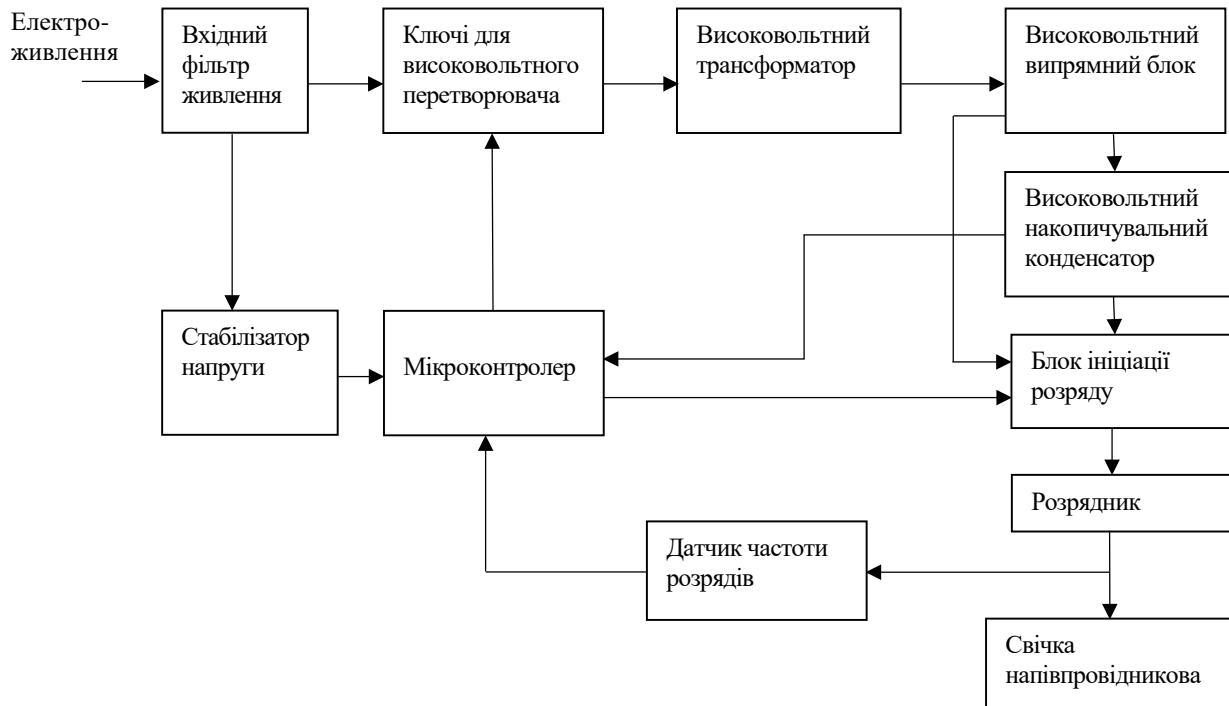 Електро-
живлення
Вхідний
фільтр
живлення
Ключі для
високовольтного
перетворювача
Високовольтний
трансформатор
Високовольтний
випрямний блок
Високовольтний
накопичувальний
конденсатор
Стабілізатор
напруги
Мікроконтролер
Блок ініціації
розряду
Розрядник
Датчик частоти
розрядів
Свічка
напівпровідникова